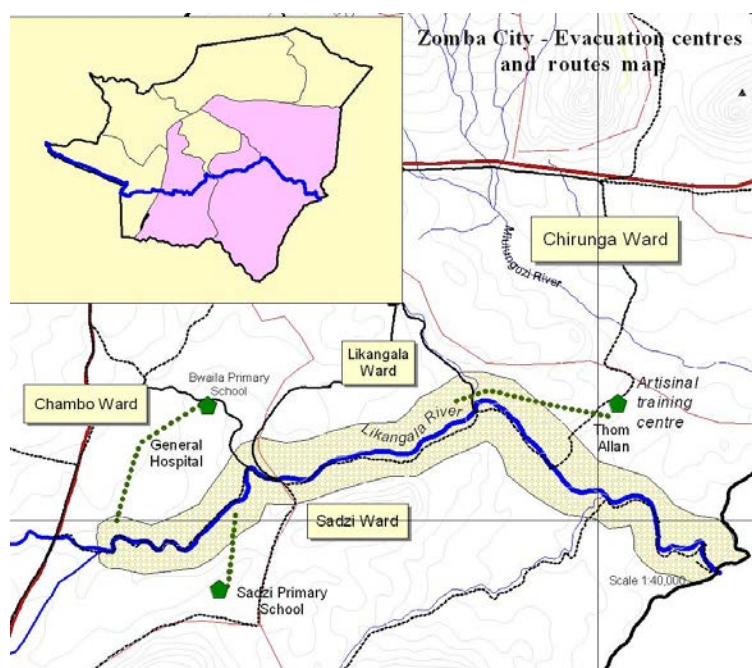 Zomba City - Evacuation centres
and routes map
Chirunga Ward
Mulunguzi River
Likangala
Ward
Bwaila Primary
School
Chambo Ward
Artisinal
training
centre
Likangala River
General
Hospital
Thom
Allan
Sadzi Ward
Scale 1:40,000
Sadzi Primary
School